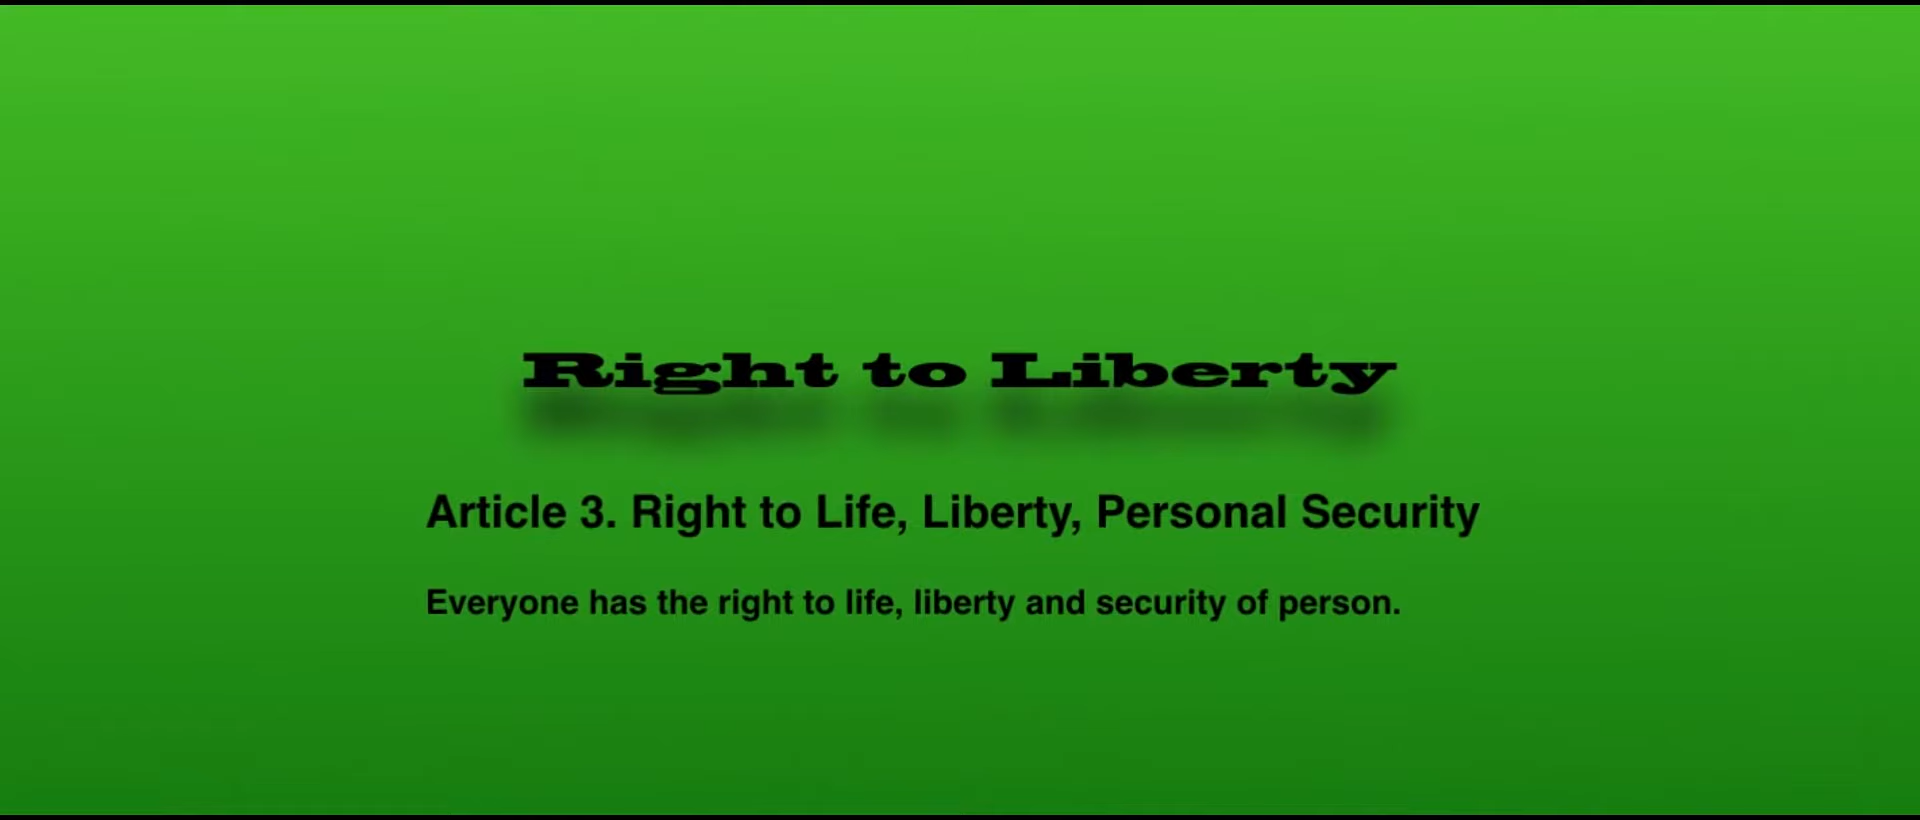 Right to Liberty
Article 3. Right to Life, Liberty, Personal Security
Everyone has the right to life, liberty and security of person.